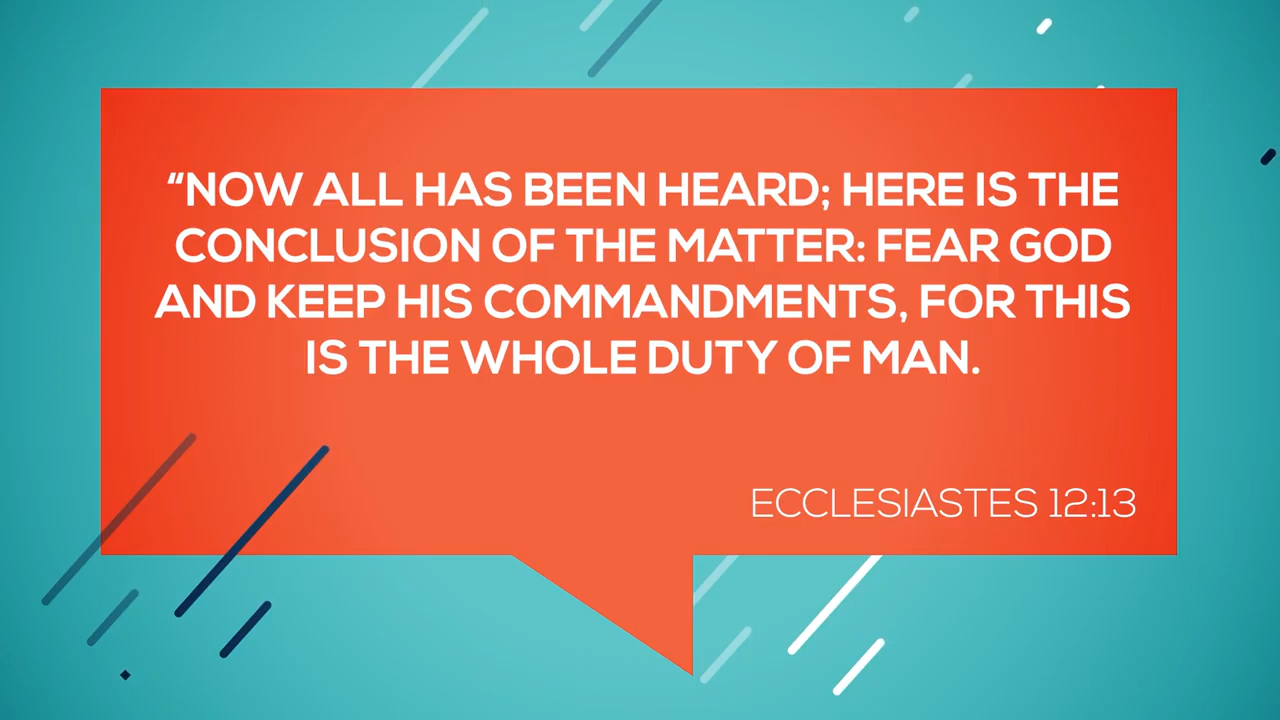 “NOW ALL HAS BEEN HEARD; HERE IS THE
CONCLUSION OF THE MATTER: FEAR GOD
AND KEEP HIS COMMANDMENTS, FOR THIS
IS THE WHOLE DUTY OF MAN.
ECCLESIASTES 12:13